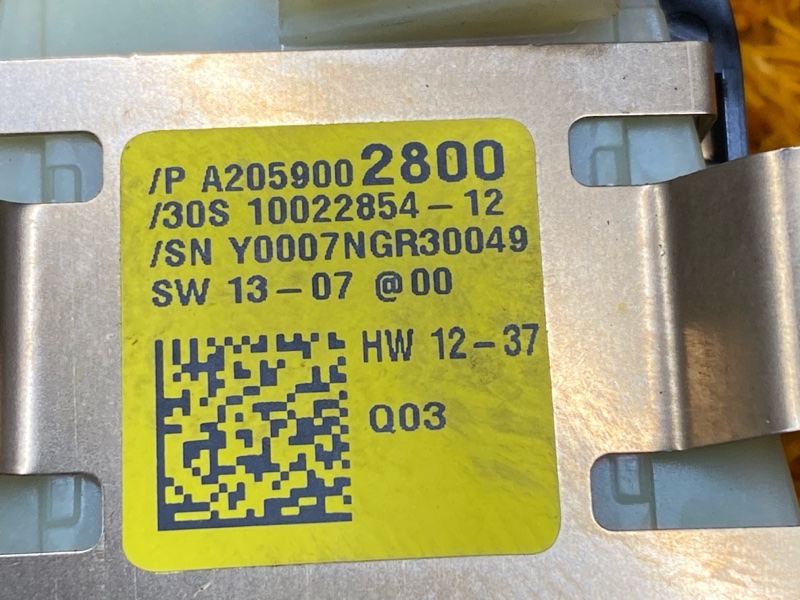 /P A2059002800
/30S 10022854-12
/SN Y0007NGR30049
SW 13-07 @00
HW 12-37
Q03